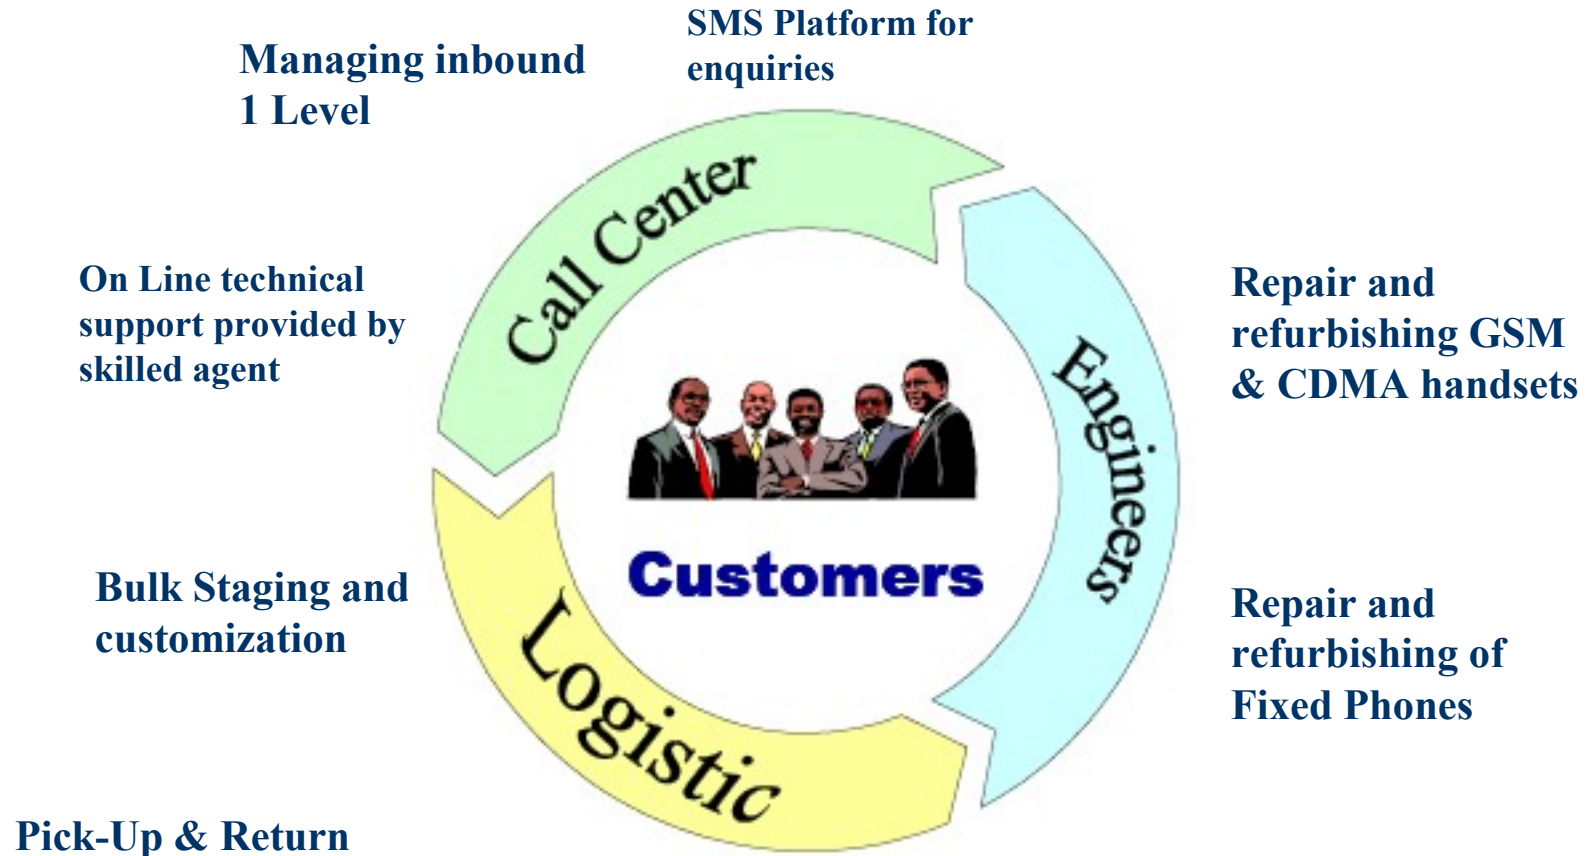 SMS Platform for
enquiries
Managing inbound
1 Level
Call Center
On Line technical
support provided by
skilled agent
Repair and
refurbishing GSM
& CDMA handsets
Engineers
Customers
Bulk Staging and
customization
Repair and
refurbishing of
Fixed Phones
Logistic
Pick-Up & Return